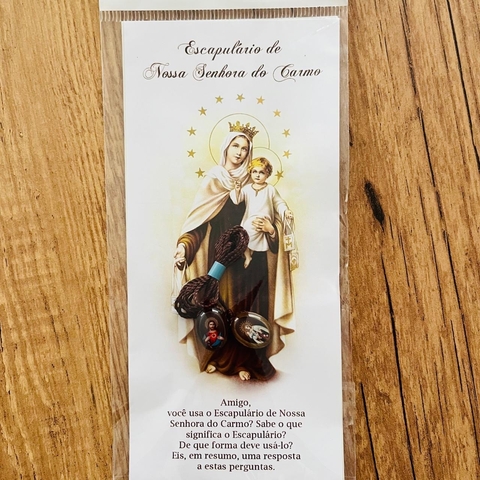 Escapulário de
Nossa Senhora do Carmo
Amigo,
você usa o Escapulário de Nossa
Senhora do Carmo? Sabe o que
significa o Escapulário?
De que forma deve usá-lo?
Eis, em resumo, uma resposta
a estas perguntas.